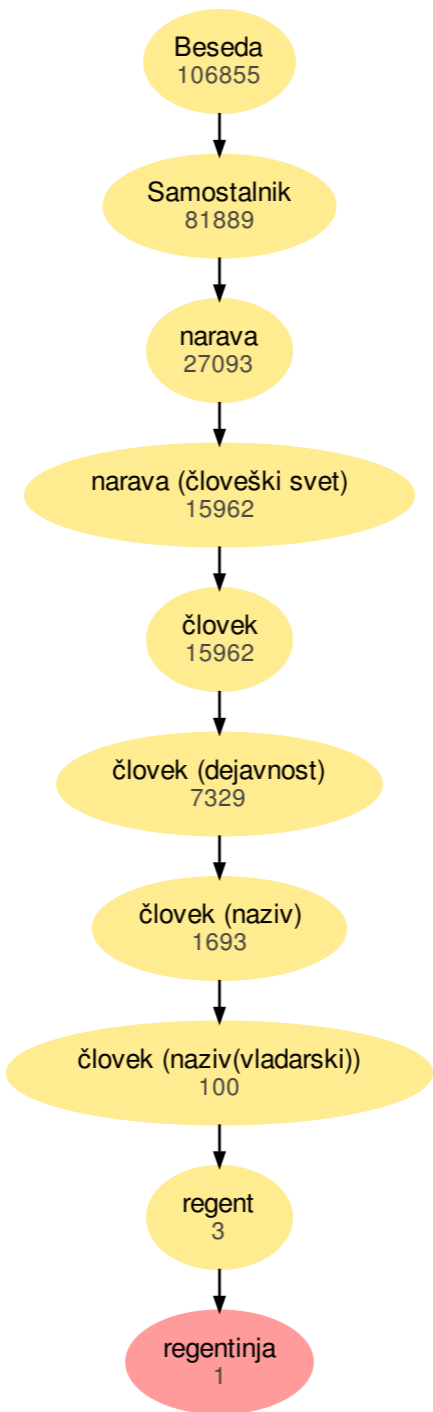 Beseda
106855
Samostalnik
81889
narava
27093
narava (človeški svet)
15962
človek
15962
človek (dejavnost)
7329
človek (naziv)
1693
človek (naziv(vladarski))
100
regent
3
regentinja
1